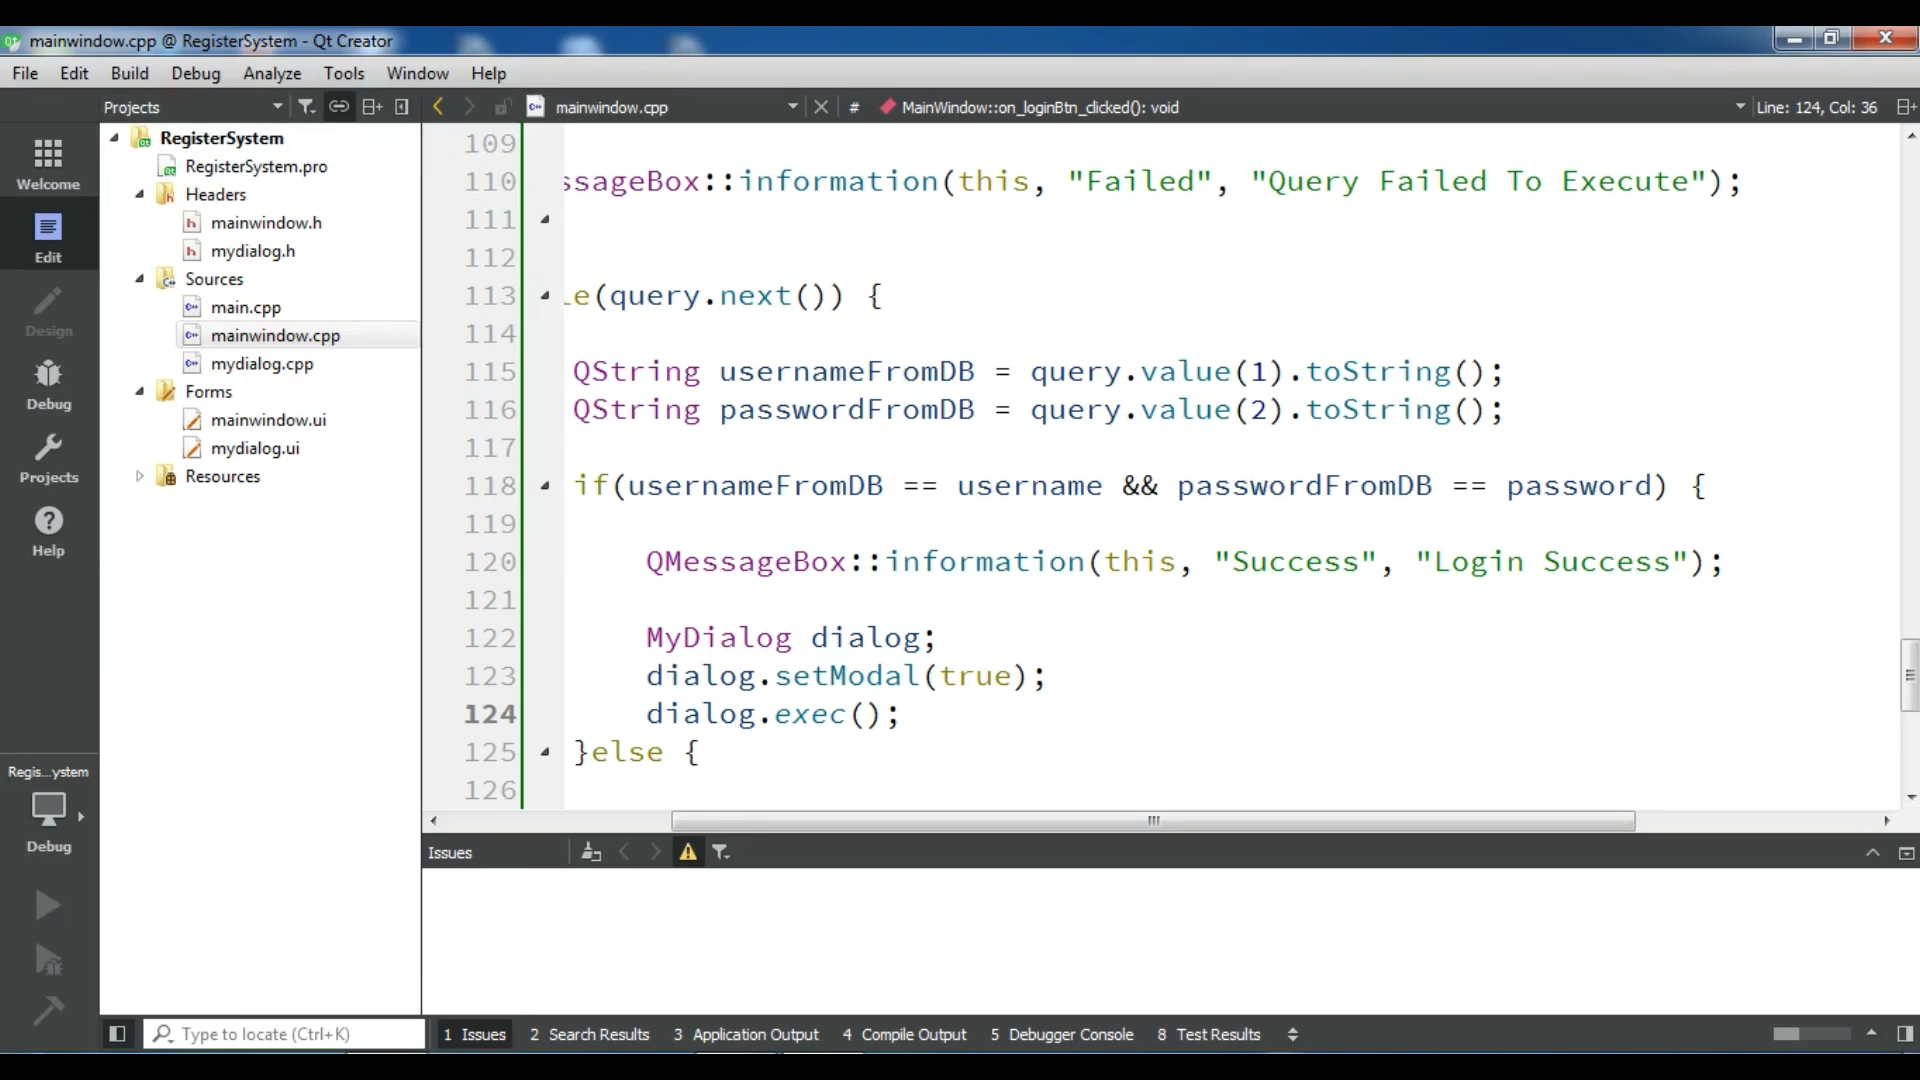 mainwindow.cpp @ RegisterSystem - Qt Creator
File Edit Build Debug Analyze Tools Window Help
Projects mainwindow.cpp # MainWindow::on_loginBtn_clicked(): void Line: 124, Col: 36
Welcome
Edit
Design
Debug
Projects
Help
Regis...ystem
Debug
RegisterSystem
RegisterSystem.pro
Headers
mainwindow.h
mydialog.h
Sources
main.cpp
mainwindow.cpp
mydialog.cpp
Forms
mainwindow.ui
mydialog.ui
Resources
109
110 ssageBox::information(this, "Failed", "Query Failed To Execute");
111
112
113 le(query.next()) {
114
115 QString usernameFromDB = query.value(1).toString();
116 QString passwordFromDB = query.value(2).toString();
117
118 if(usernameFromDB == username && passwordFromDB == password) {
119
120 QMessageBox::information(this, "Success", "Login Success");
121
122 MyDialog dialog;
123 dialog.setModal(true);
124 dialog.exec();
125 }else {
126
Issues
Type to locate (Ctrl+K) 1 Issues 2 Search Results 3 Application Output 4 Compile Output 5 Debugger Console 8 Test Results